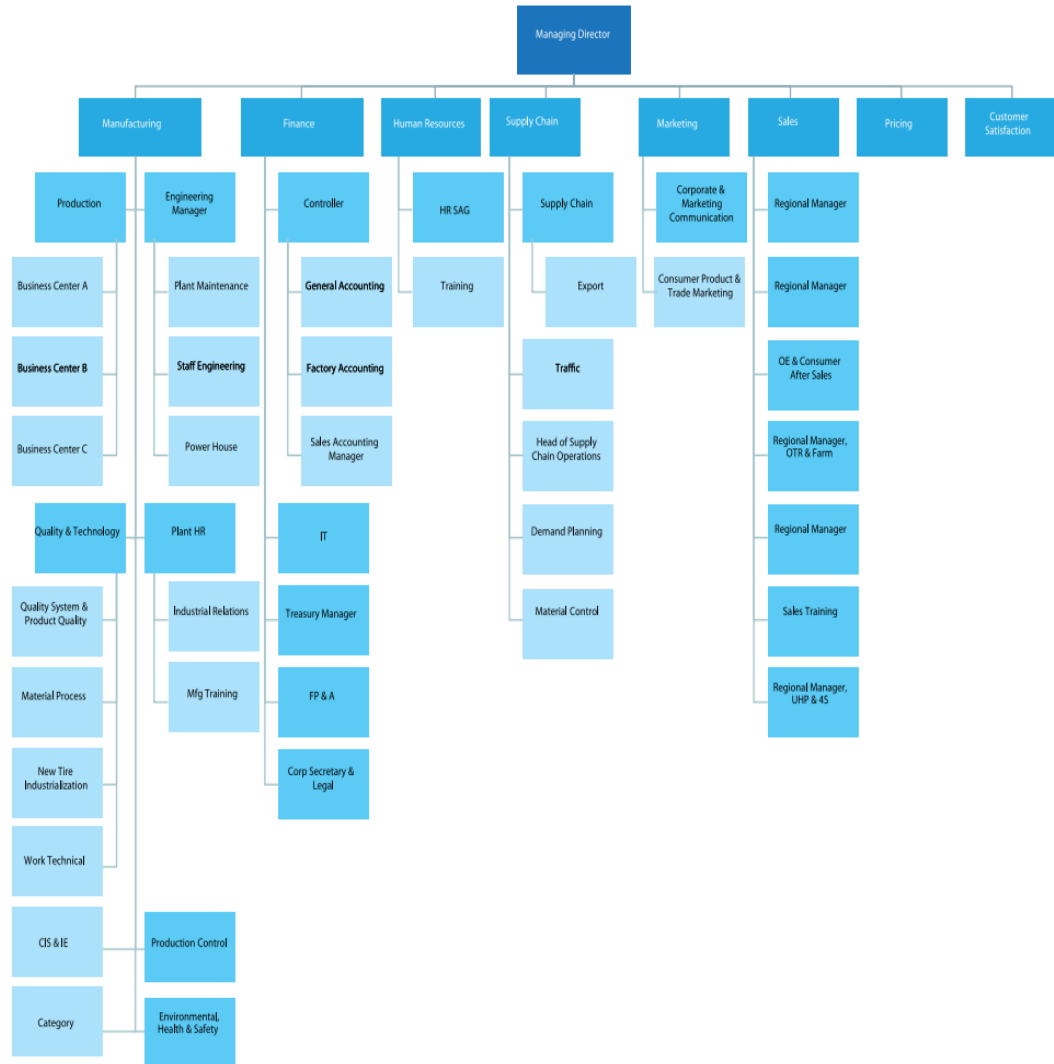 Managing Director
Manufacturing
Finance
Human Resources
Supply Chain
Marketing
Sales
Pricing
Customer
Satisfaction
Production
Engineering
Manager
Controller
HR SAG
Supply Chain
Corporate &
Marketing
Communication
Regional Manager
Business Center A
Plant Maintenance
General Accounting
Training
Export
Consumer Product &
Trade Marketing
Regional Manager
Business Center B
Staff Engineering
Factory Accounting
Traffic
OE & Consumer
After Sales
Business Center C
Power House
Sales Accounting
Manager
Head of Supply
Chain Operations
Regional Manager,
OTR & Farm
Quality & Technology
Plant HR
IT
Demand Planning
Regional Manager
Quality System &
Product Quality
Industrial Relations
Treasury Manager
Material Control
Sales Training
Material Process
Mfg Training
FP & A
Regional Manager,
UHP & 4S
New Tire
Industrialization
Corp Secretary &
Legal
Work Technical
CIS & IE
Production Control
Category
Environmental,
Health & Safety